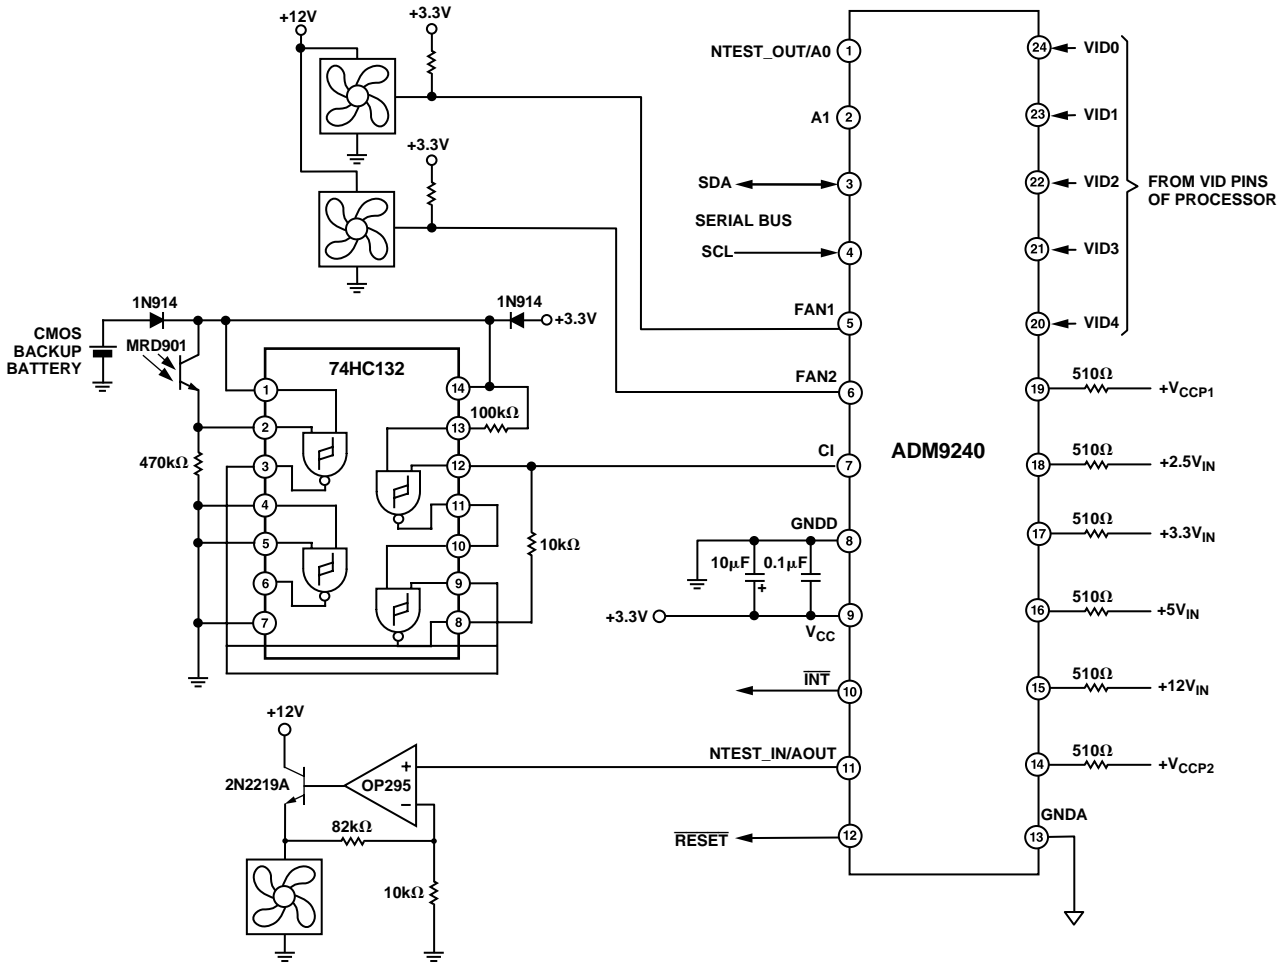 +12V
+3.3V
+3.3V
NTEST_OUT/A0
1
A1
2
SDA
3
SERIAL BUS
SCL
4
FAN1
5
FAN2
6
CI
7
GNDD
8
10μF
0.1μF
+
+3.3V
9
VCC
INT
10
NTEST_IN/AOUT
11
RESET
12
ADM9240
24
VID0
23
VID1
22
VID2
21
VID3
20
VID4
FROM VID PINS
OF PROCESSOR
19
510Ω
+VCCP1
18
510Ω
+2.5VIN
17
510Ω
+3.3VIN
16
510Ω
+5VIN
15
510Ω
+12VIN
14
510Ω
+VCCP2
GNDA
13
1N914
1N914
+3.3V
CMOS
BACKUP
BATTERY
MRD901
470kΩ
74HC132
1
2
3
4
5
6
7
14
13
12
11
10
9
8
100kΩ
10kΩ
+12V
2N2219A
OP295
+
–
82kΩ
10kΩ